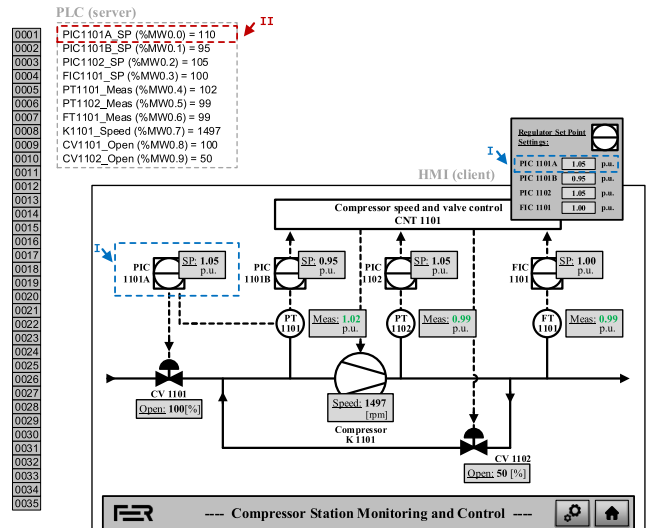 PLC (server)
II
0001
0002
0003
0004
0005
0006
0007
0008
0009
0010
0011
0012
0013
0014
0015
0016
0017
0018
0019
0020
0021
0022
0023
0024
0025
0026
0027
0028
0029
0030
0031
0032
0033
0034
0035
PIC1101A_SP (%MW0.0) = 110
PIC1101B_SP (%MW0.1) = 95
PIC1102_SP (%MW0.2) = 105
FIC1101_SP (%MW0.3) = 100
PT1101_Meas (%MW0.4) = 102
PT1102_Meas (%MW0.5) = 99
FT1101_Meas (%MW0.6) = 99
K1101_Speed (%MW0.7) = 1497
CV1101_Open (%MW0.8) = 100
CV1102_Open (%MW0.9) = 50
HMI (client)
Regulator Set Point
Settings:
I
PIC 1101A 1.05 p.u.
PIC 1101B 0.95 p.u.
PIC 1102 1.05 p.u.
FIC 1101 1.00 p.u.
Compressor speed and valve control
CNT 1101
I
PIC
1101A
SP: 1.05
p.u.
PIC
1101B
SP: 0.95
p.u.
PIC
1102
SP: 1.05
p.u.
FIC
1101
SP: 1.00
p.u.
PT
1101
Meas: 1.02
p.u.
PT
1102
Meas: 0.99
p.u.
FT
1101
Meas: 0.99
p.u.
CV 1101
Open: 100[%]
Speed: 1497
[rpm]
Compressor
K 1101
CV 1102
Open: 50 [%]
FER
---- Compressor Station Monitoring and Control ----